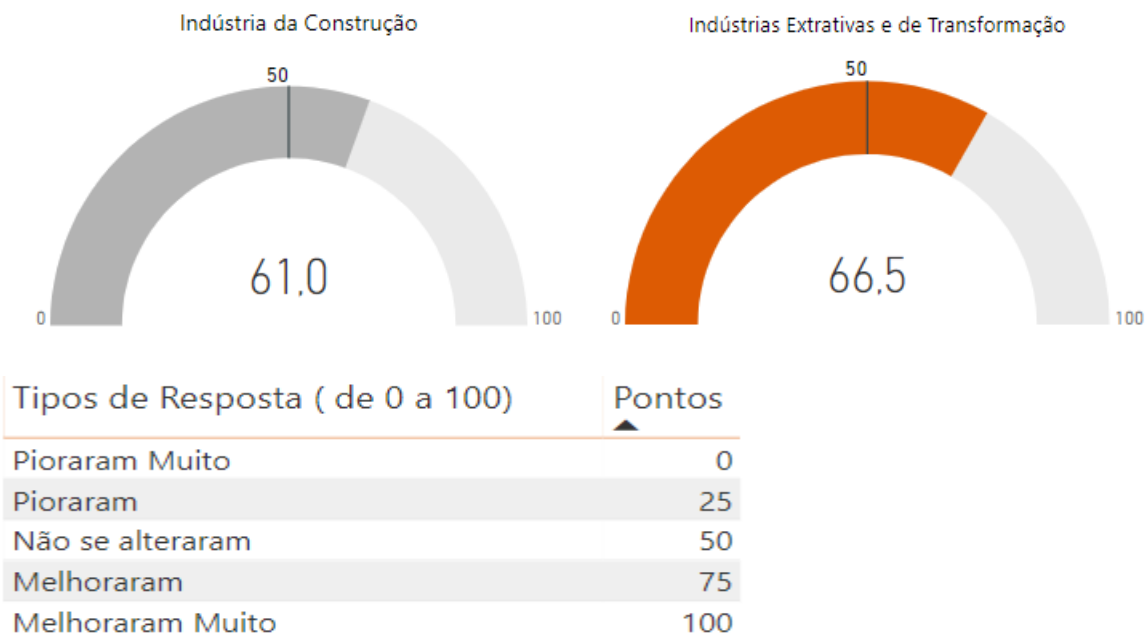 Indústria da Construção
50
61,0
0
100
Indústrias Extrativas e de Transformação
50
66,5
0
100
Tipos de Resposta ( de 0 a 100) Pontos
Pioraram Muito 0
Pioraram 25
Não se alteraram 50
Melhoraram 75
Melhoraram Muito 100